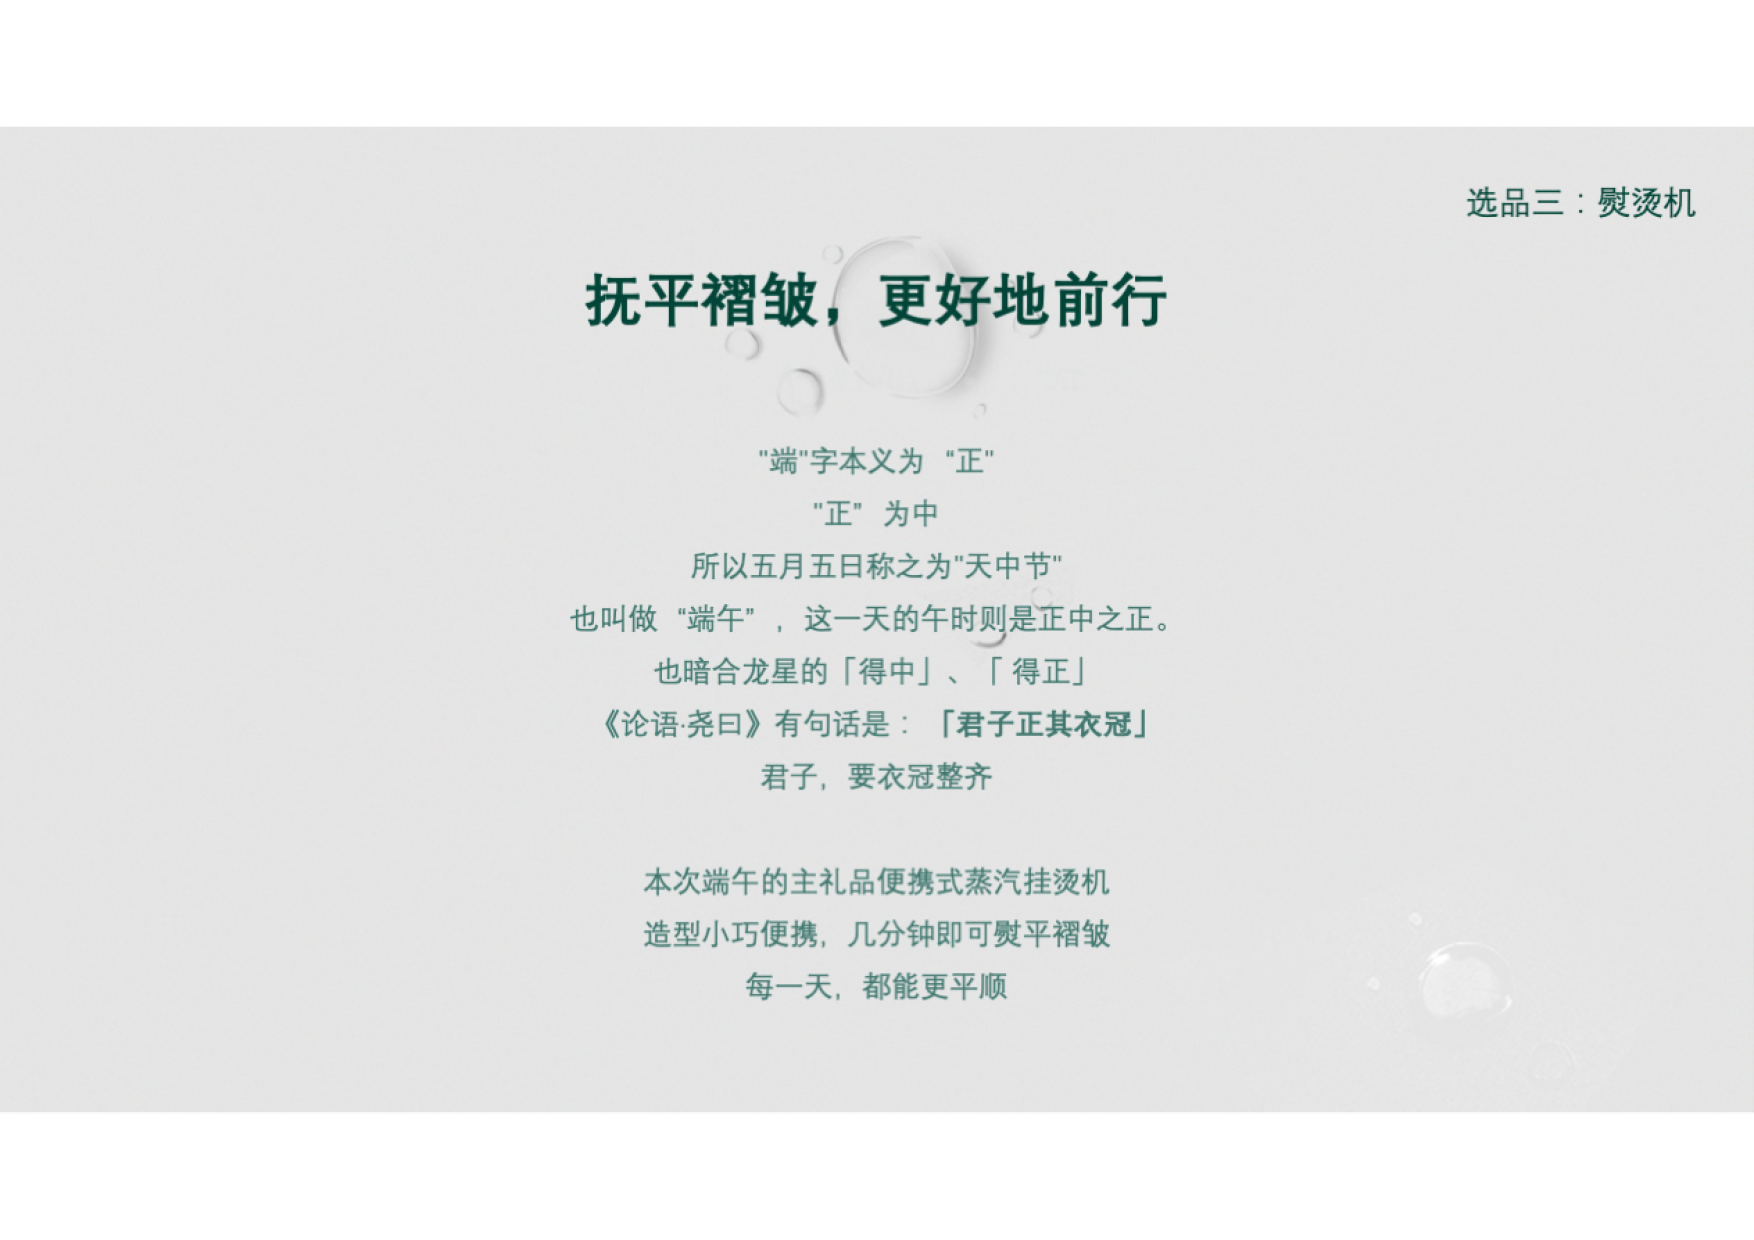 选品三：熨烫机
抚平褶皱，更好地前行
"端"字本义为 “正"
"正” 为中
所以五月五日称之为"天中节"
也叫做 “端午” ，这一天的午时则是正中之正。
也暗合龙星的「得中」、「 得正」
《论语·尧曰》有句话是：「君子正其衣冠」
君子，要衣冠整齐
本次端午的主礼品便携式蒸汽挂烫机
造型小巧便携，几分钟即可熨平褶皱
每一天，都能更平顺